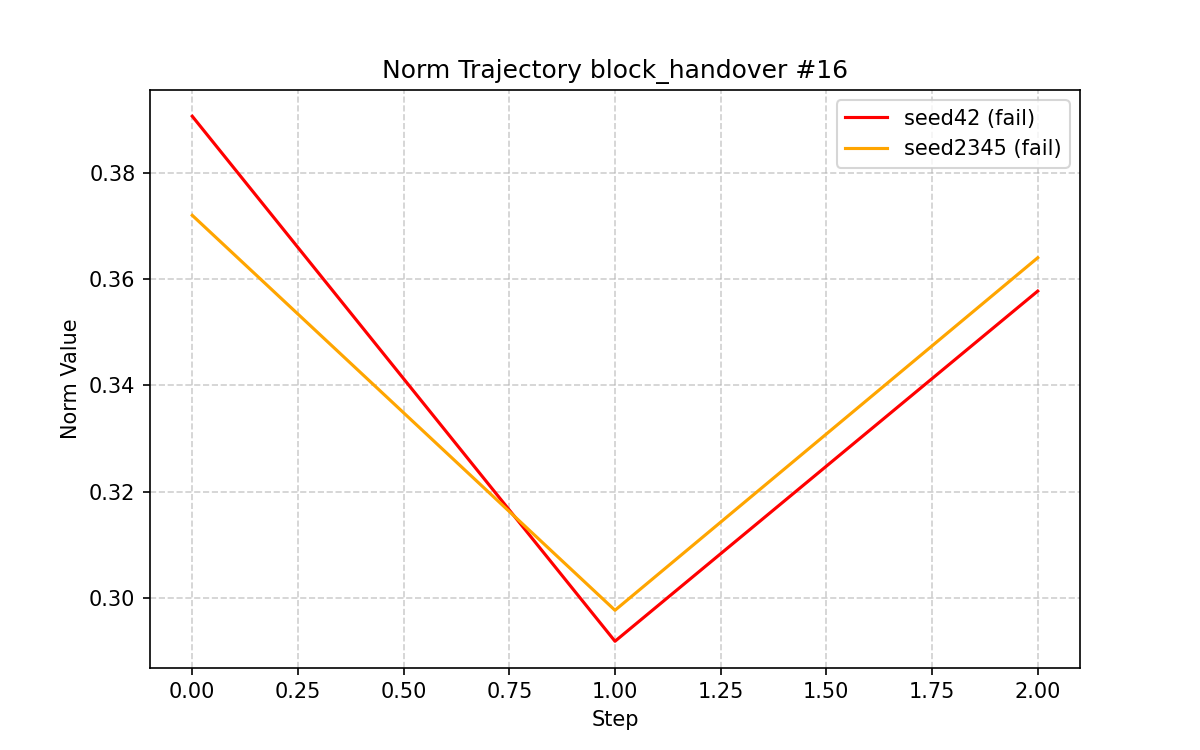 Norm Trajectory block_handover #16
seed42 (fail)
seed2345 (fail)
Norm Value
0.38
0.36
0.34
0.32
0.30
0.00 0.25 0.50 0.75 1.00 1.25 1.50 1.75 2.00
Step